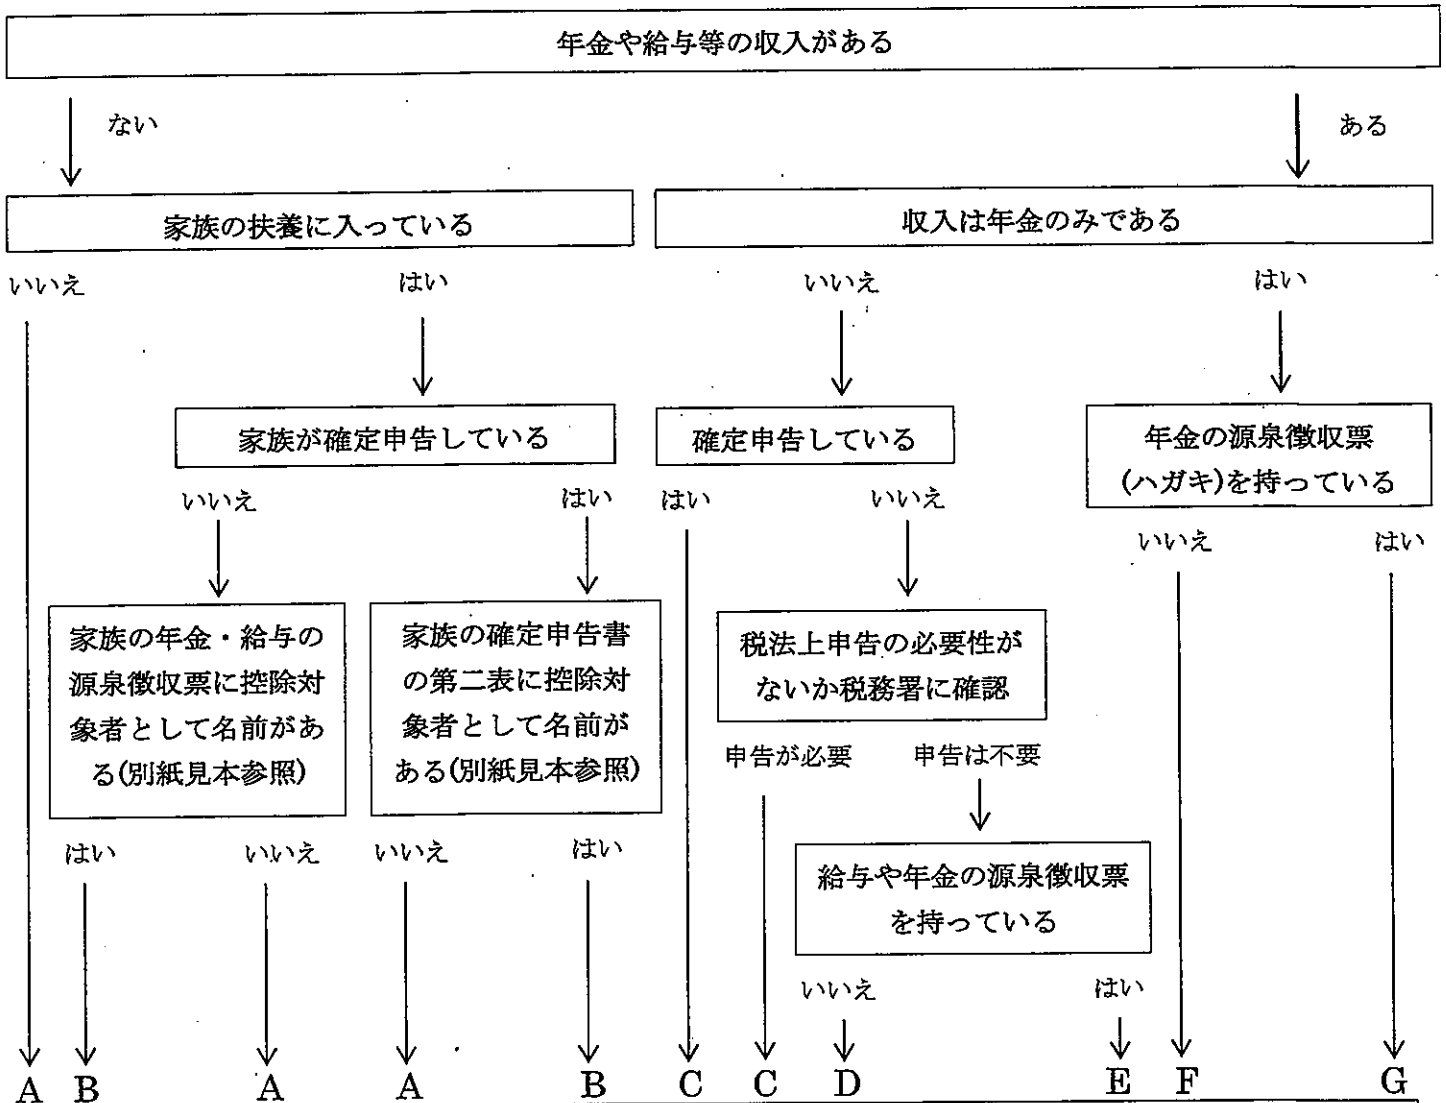 年金や給与等の収入がある
ない
ある
家族の扶養に入っている
収入は年金のみである
いいえ
はい
いいえ
はい
家族が確定申告している
確定申告している
年金の源泉徴収票
(ハガキ)を持っている
いいえ
はい
はい
いいえ
いいえ
はい
家族の年金・給与の
源泉徴収票に控除対
象者として名前があ
る(別紙見本参照)
家族の確定申告書
の第二表に控除対
象者として名前が
ある(別紙見本参照)
税法上申告の必要性が
ないか税務署に確認
申告が必要
申告は不要
はい
いいえ
いいえ
はい
給与や年金の源泉徴収票
を持っている
いいえ
はい
A
B
A
A
B
C
C
D
E
F
G